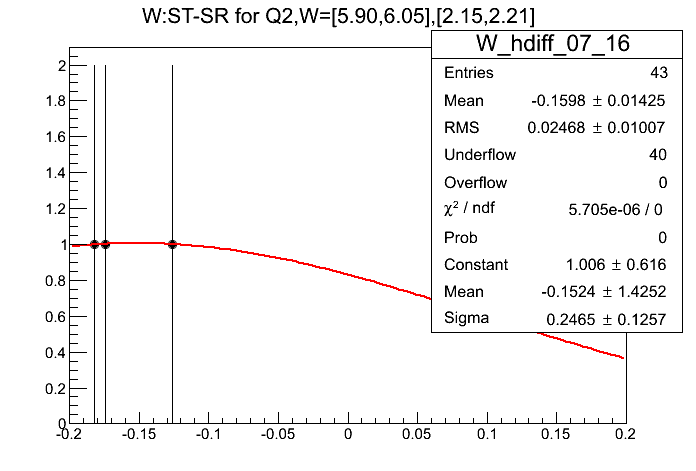 W:ST-SR for Q2,W=[5.90,6.05],[2.15,2.21]
W_hdiff_07_16
Entries 43
Mean -0.1598 ± 0.01425
RMS 0.02468 ± 0.01007
Underflow 40
Overflow 0
χ² / ndf 5.705e-06 / 0
Prob 0
Constant 1.006 ± 0.616
Mean -0.1524 ± 1.4252
Sigma 0.2465 ± 0.1257
2
1.8
1.6
1.4
1.2
1
0.8
0.6
0.4
0.2
0
-0.2 -0.15 -0.1 -0.05 0 0.05 0.1 0.15 0.2